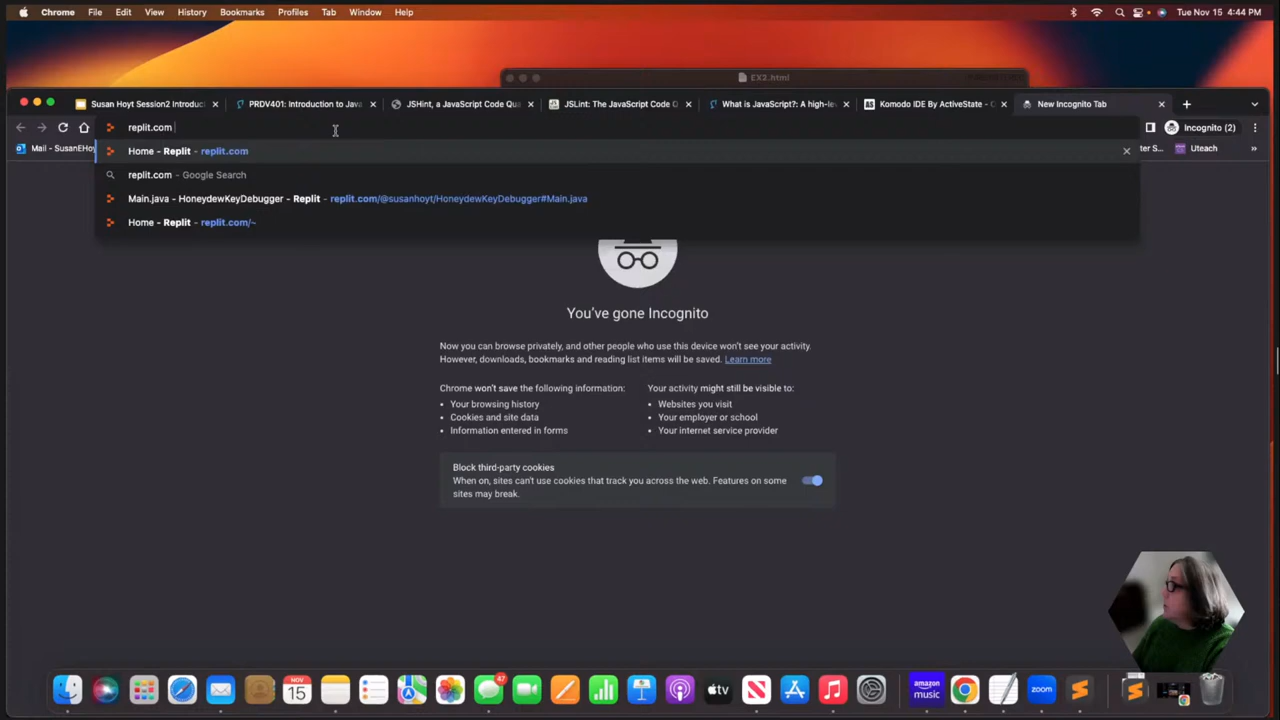 Chrome File Edit View History Bookmarks Profiles Tab Window Help Tue Nov 15 4:44 PM
EX2.html
Susan Hoyt Session2 Introduc PRDV401: Introduction to Java JSHint, a JavaScript Code Qua JSLint: The JavaScript Code Q What is JavaScript?: A high-lev Komodo IDE By ActiveState - New Incognito Tab
replit.com Incognito (2)
Mail - SusanEHoy Home - Replit - replit.com ter S... Uteach »
replit.com - Google Search
Main.java - HoneydewKeyDebugger - Replit - replit.com/@susanhoyt/HoneydewKeyDebugger#Main.java
Home - Replit - replit.com/~
You've gone Incognito
Now you can browse privately, and other people who use this device won't see your activity.
However, downloads, bookmarks and reading list items will be saved. Learn more
Chrome won't save the following information: Your activity might still be visible to:
• Your browsing history • Websites you visit
• Cookies and site data • Your employer or school
• Information entered in forms • Your internet service provider
Block third-party cookies
When on, sites can't use cookies that track you across the web. Features on some
sites may break.
47
NOV
15
tv
amazon
music
zoom